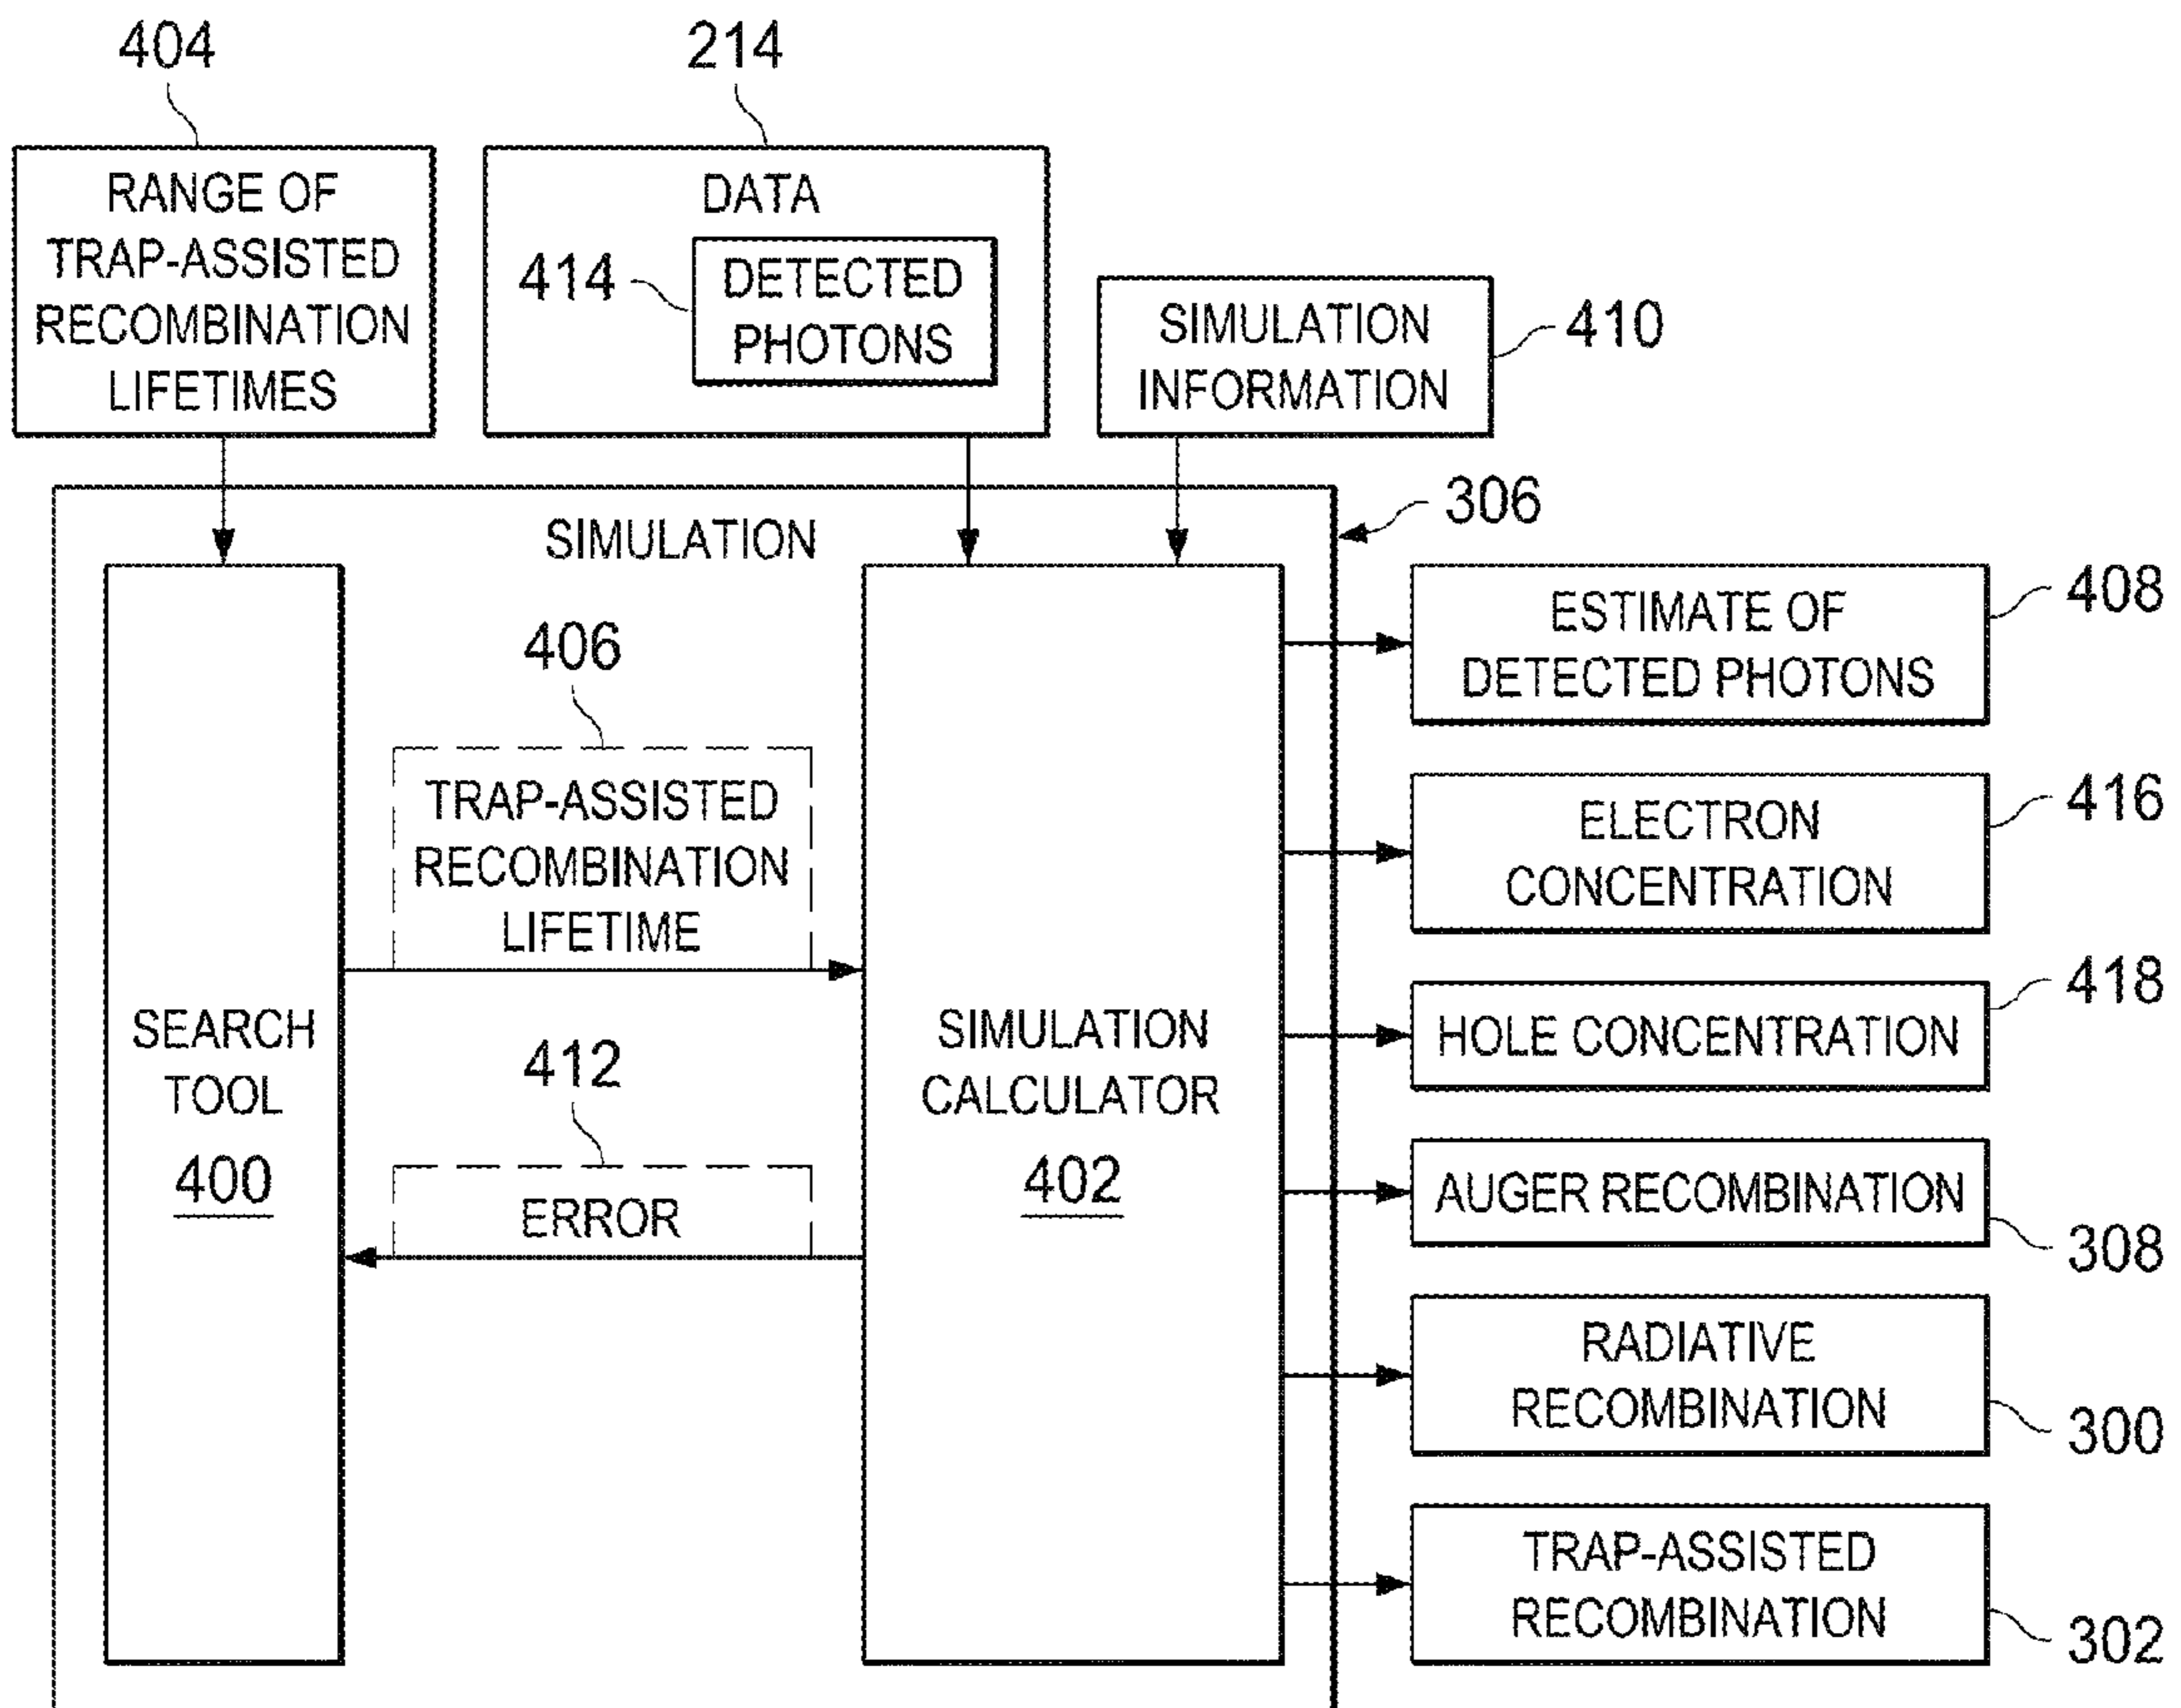 404
214
RANGE OF
TRAP-ASSISTED
RECOMBINATION
LIFETIMES
DATA
414
DETECTED
PHOTONS
SIMULATION
INFORMATION
410
306
SIMULATION
SEARCH
TOOL
400
406
TRAP-ASSISTED
RECOMBINATION
LIFETIME
412
ERROR
SIMULATION
CALCULATOR
402
ESTIMATE OF
DETECTED PHOTONS
408
ELECTRON
CONCENTRATION
416
HOLE CONCENTRATION
418
AUGER RECOMBINATION
308
RADIATIVE
RECOMBINATION
300
TRAP-ASSISTED
RECOMBINATION
302